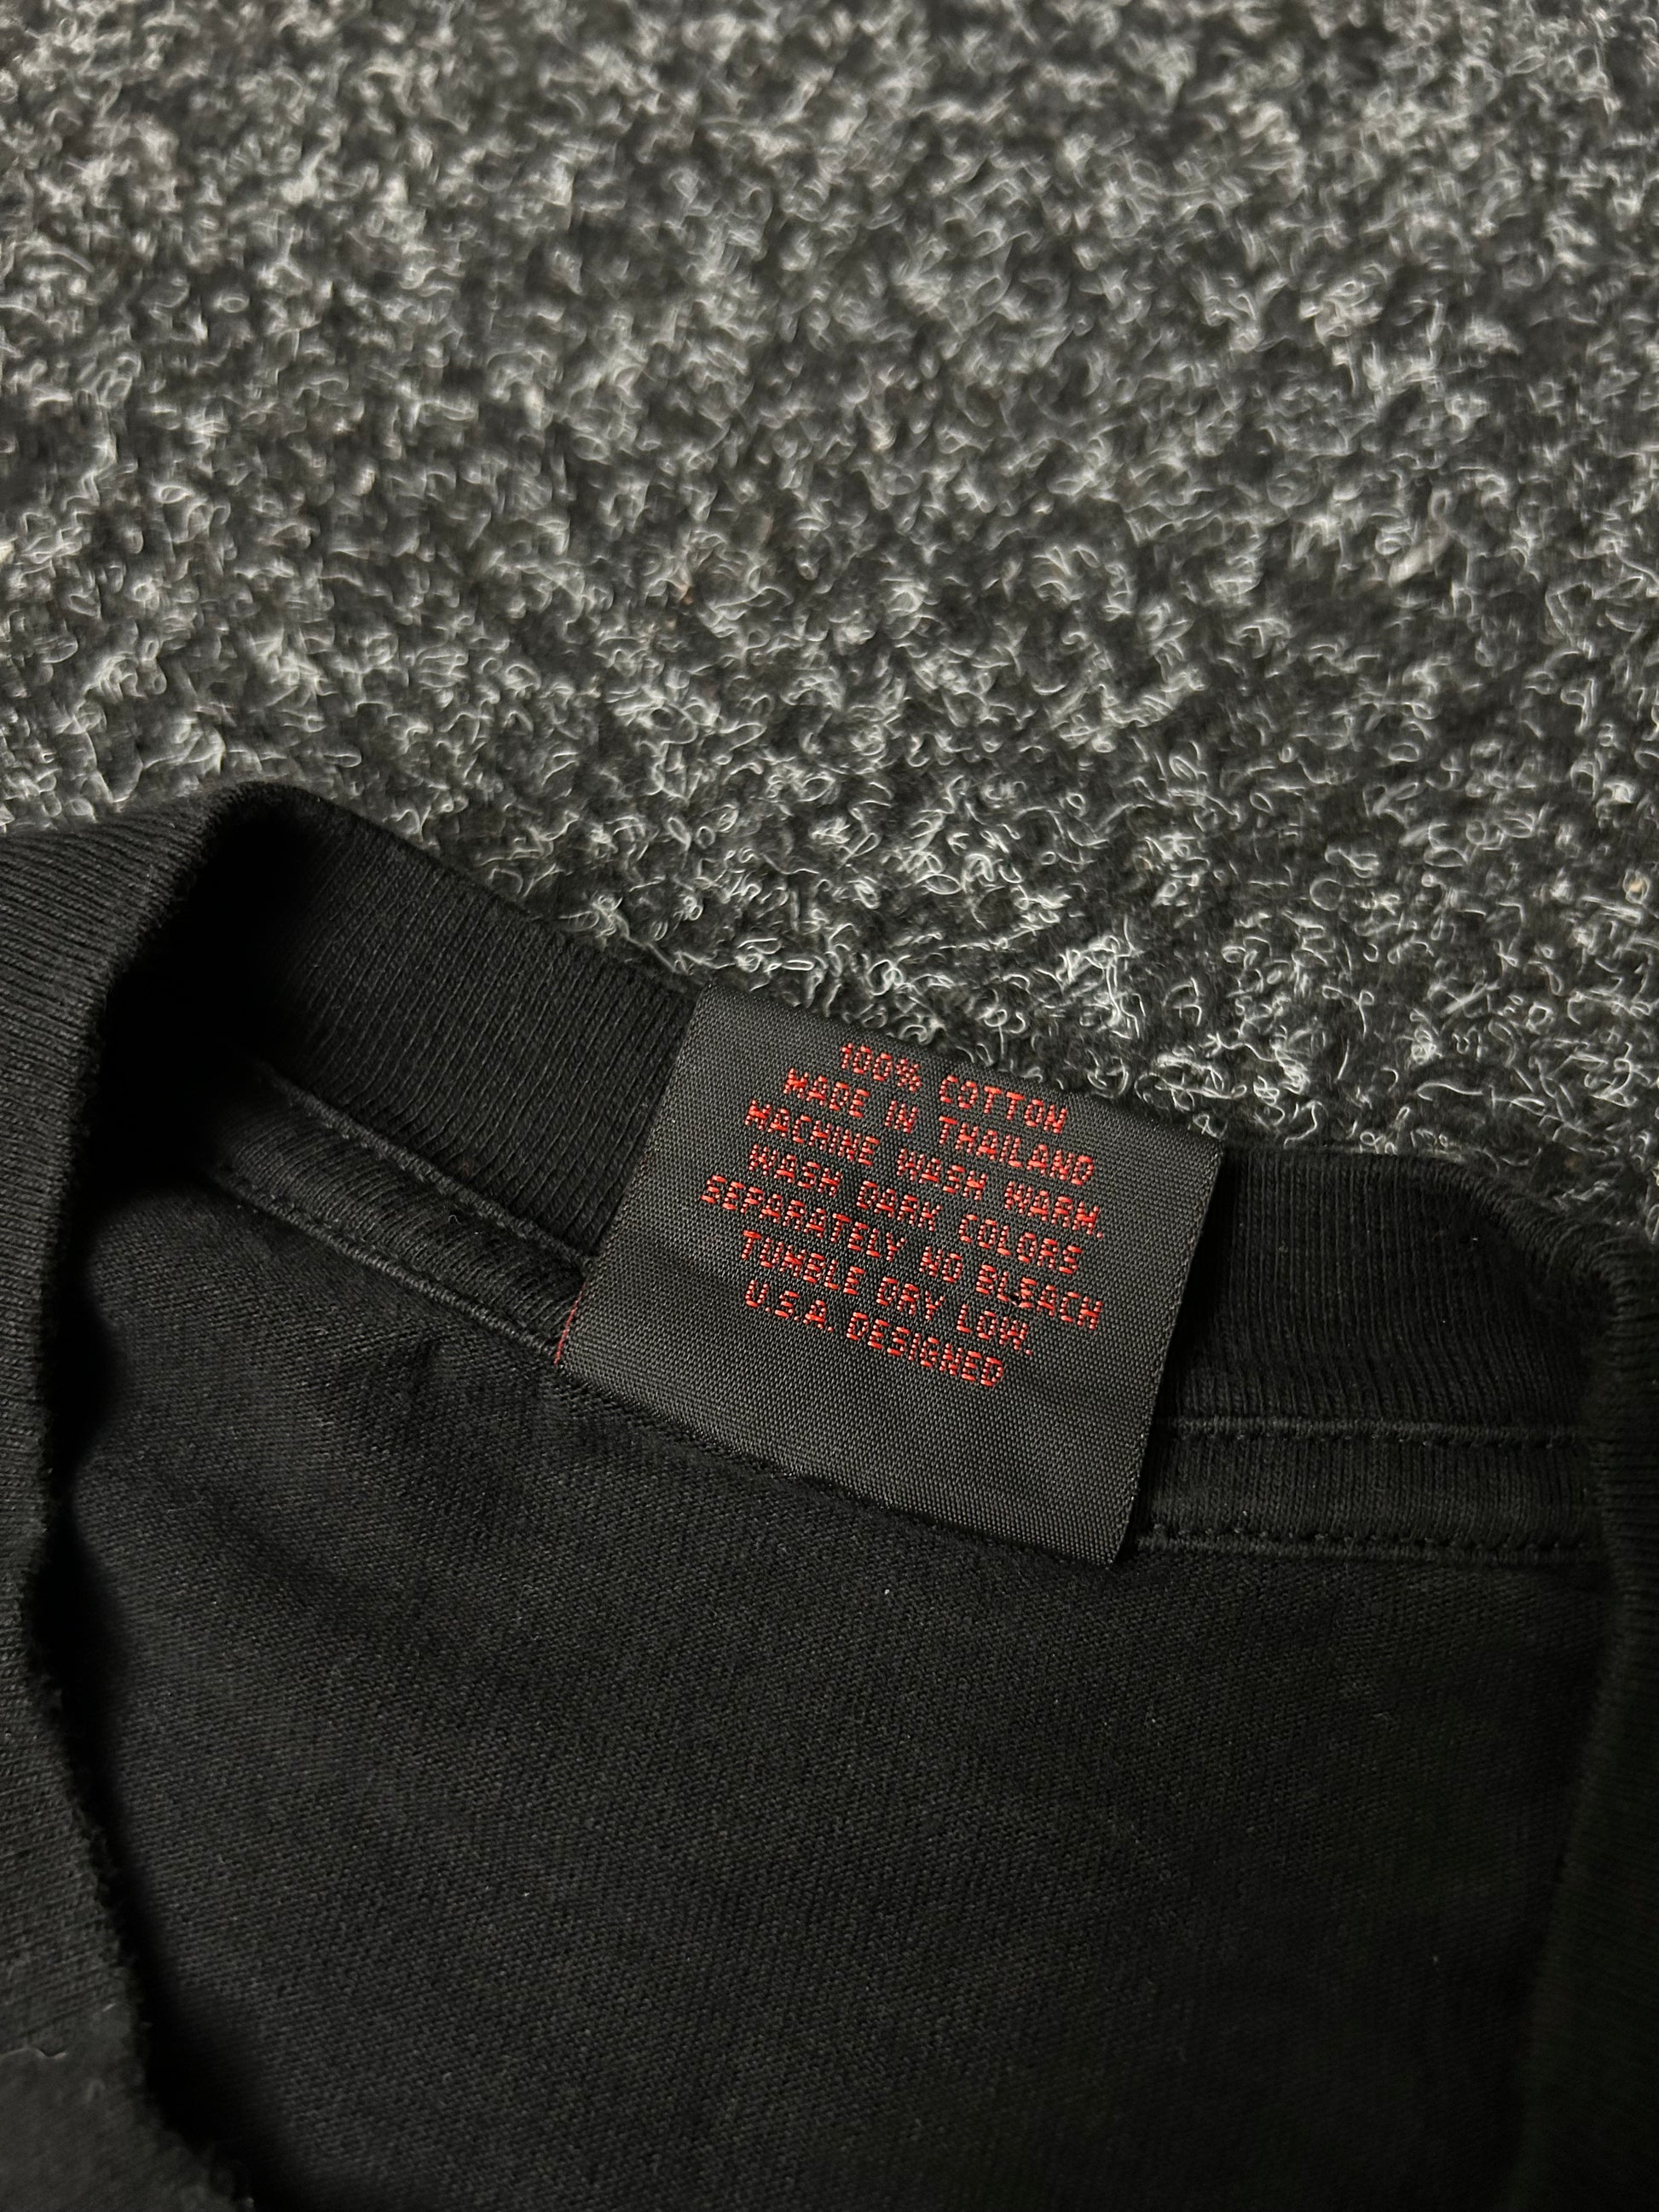 100% COTTON
MADE IN THAILAND
MACHINE WASH WARM.
WASH DARK COLORS
SEPARATELY NO BLEACH
TUMBLE DRY LOW.
U.S.A. DESIGNED